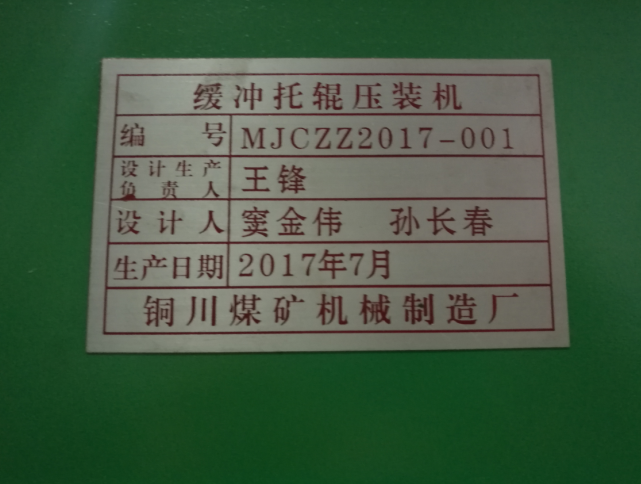 缓冲托辊压装机
编号 MJCZZ2017-001
设计生产负责人 王锋
设计人 窦金伟 孙长春
生产日期 2017年7月
铜川煤矿机械制造厂